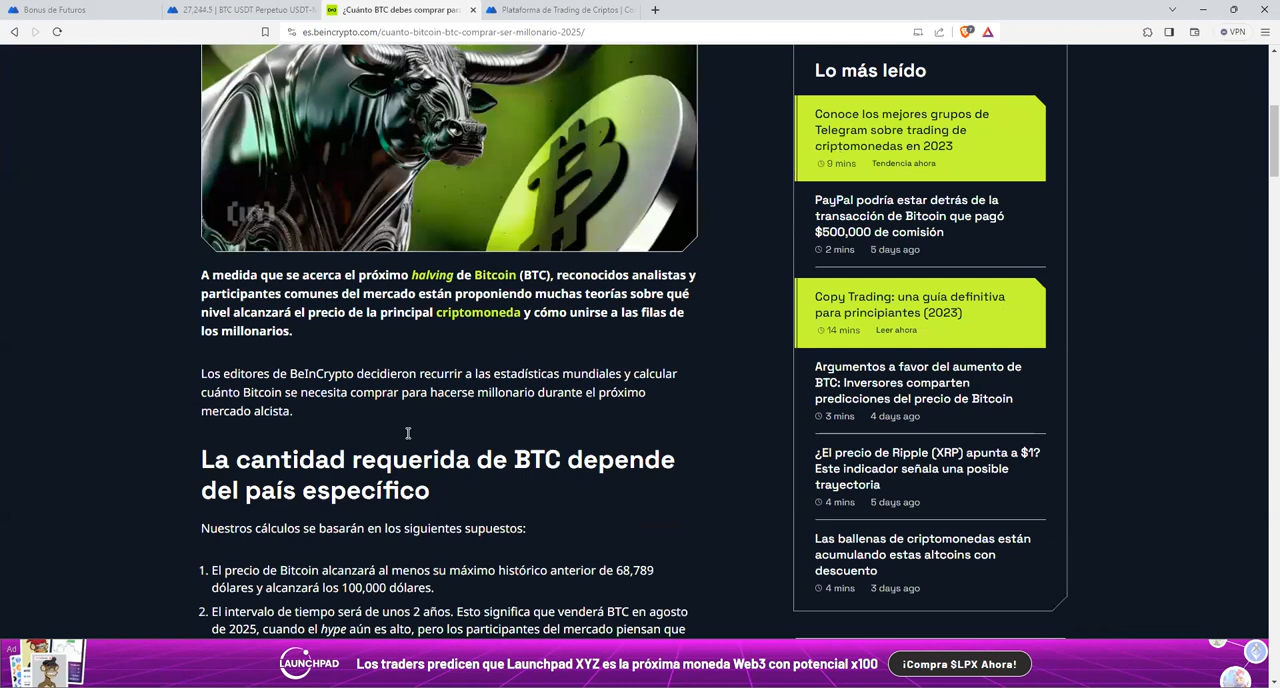 Bonus de Futuros
27,244.5 | BTC USDT Perpetuo USDT-
¿Cuánto BTC debes comprar par
Plataforma de Trading de Criptos | Co
es.beincrypto.com/cuanto-bitcoin-btc-comprar-ser-millonario-2025/
VPN
A medida que se acerca el próximo halving de Bitcoin (BTC), reconocidos analistas y
participantes comunes del mercado están proponiendo muchas teorías sobre qué
nivel alcanzará el precio de la principal criptomoneda y cómo unirse a las filas de
los millonarios.
Los editores de BeInCrypto decidieron recurrir a las estadísticas mundiales y calcular
cuánto Bitcoin se necesita comprar para hacerse millonario durante el próximo
mercado alcista.
La cantidad requerida de BTC depende
del país específico
Nuestros cálculos se basarán en los siguientes supuestos:
1. El precio de Bitcoin alcanzará al menos su máximo histórico anterior de 68,789
dólares y alcanzará los 100,000 dólares.
2. El intervalo de tiempo será de unos 2 años. Esto significa que venderá BTC en agosto
de 2025, cuando el hype aún es alto, pero los participantes del mercado piensan que
Lo más leído
Conoce los mejores grupos de
Telegram sobre trading de
criptomonedas en 2023
9 mins Tendencia ahora
PayPal podría estar detrás de la
transacción de Bitcoin que pagó
$500,000 de comisión
2 mins 5 days ago
Copy Trading: una guía definitiva
para principiantes (2023)
14 mins Leer ahora
Argumentos a favor del aumento de
BTC: Inversores comparten
predicciones del precio de Bitcoin
3 mins 4 days ago
¿El precio de Ripple (XRP) apunta a $1?
Este indicador señala una posible
trayectoria
4 mins 5 days ago
Las ballenas de criptomonedas están
acumulando estas altcoins con
descuento
4 mins 3 days ago
Ad
LAUNCHPAD
Los traders predicen que Launchpad XYZ es la próxima moneda Web3 con potencial x100
¡Compra $LPX Ahora!